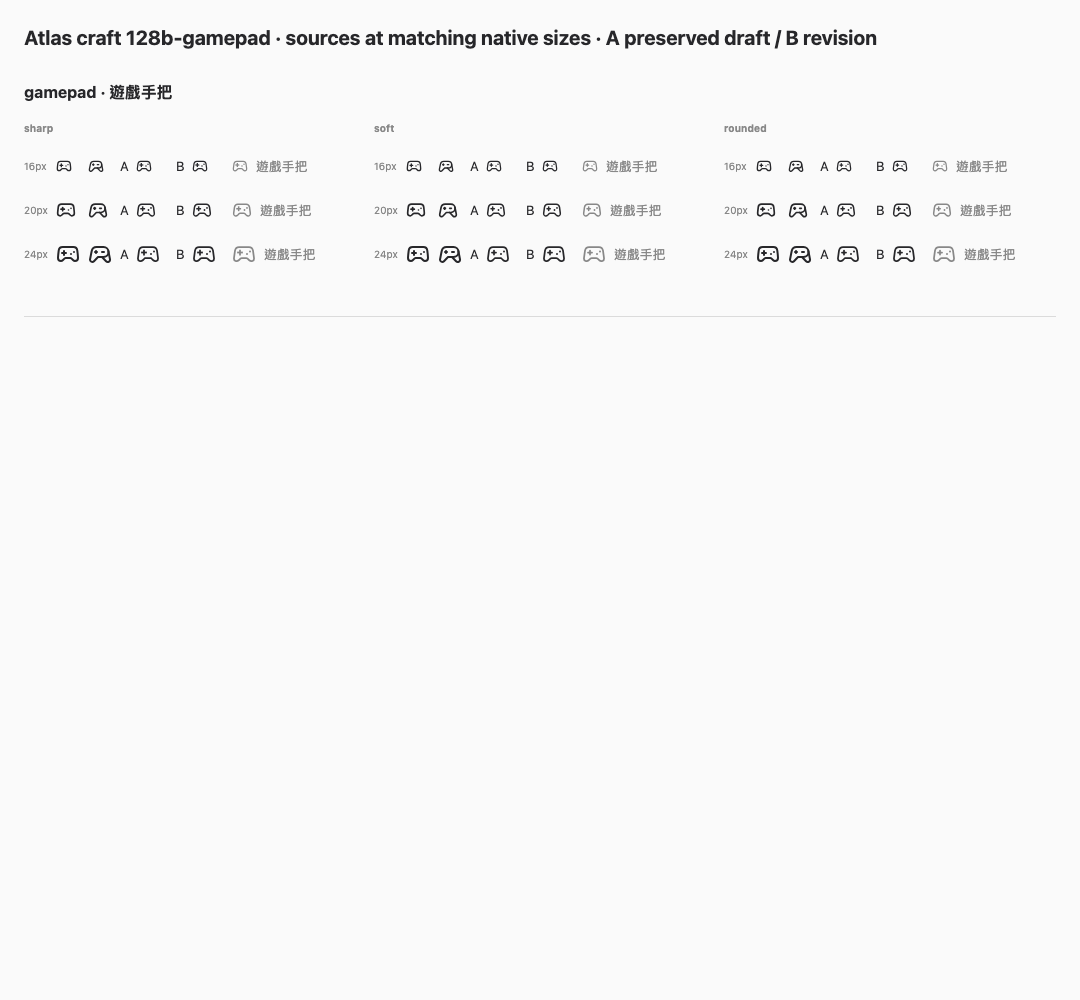 Atlas craft 128b-gamepad · sources at matching native sizes · A preserved draft / B revision
gamepad · 遊戲手把
sharp soft rounded
16px A B 遊戲手把 16px A B 遊戲手把 16px A B 遊戲手把
20px A B 遊戲手把 20px A B 遊戲手把 20px A B 遊戲手把
24px A B 遊戲手把 24px A B 遊戲手把 24px A B 遊戲手把